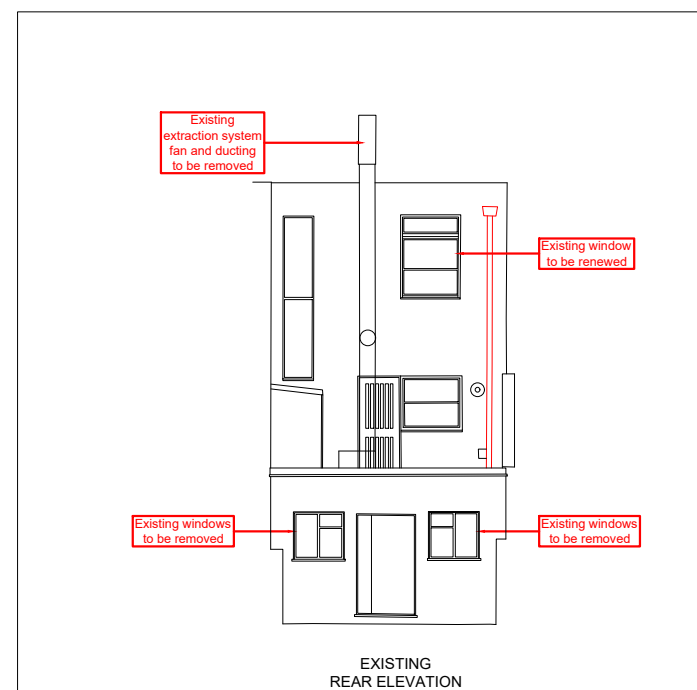 Existing
extraction system
fan and ducting
to be removed
Existing window
to be renewed
Existing windows
to be removed
Existing windows
to be removed
EXISTING
REAR ELEVATION